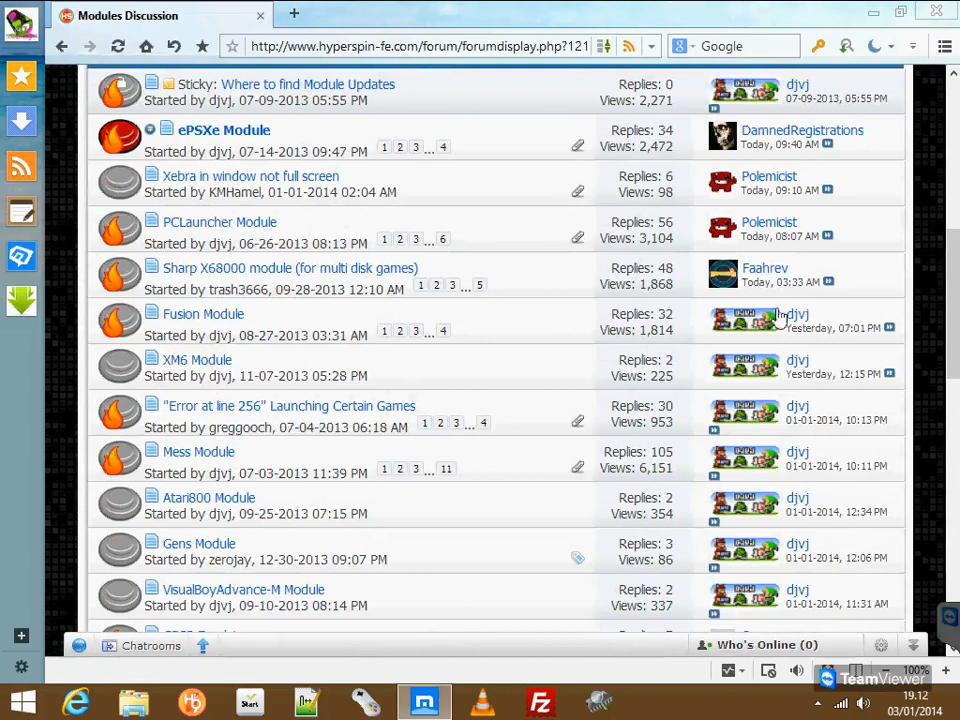 Modules Discussion
http://www.hyperspin-fe.com/forum/forumdisplay.php?121
Google
Sticky: Where to find Module Updates
Started by djvj, 07-09-2013 05:55 PM
Replies: 0
Views: 2,271
djvj
07-09-2013, 05:55 PM
ePSXe Module
Started by djvj, 07-14-2013 09:47 PM
1 2 3 ... 4
Replies: 34
Views: 2,472
DamnedRegistrations
Today, 09:40 AM
Xebra in window not full screen
Started by KMHamel, 01-01-2014 02:04 AM
Replies: 6
Views: 98
Polemicist
Today, 09:10 AM
PCLauncher Module
Started by djvj, 06-26-2013 08:13 PM
1 2 3 ... 6
Replies: 56
Views: 3,104
Polemicist
Today, 08:07 AM
Sharp X68000 module (for multi disk games)
Started by trash3666, 09-28-2013 12:10 AM
1 2 3 ... 5
Replies: 48
Views: 1,868
Faahrev
Today, 03:33 AM
Fusion Module
Started by djvj, 08-27-2013 03:31 AM
1 2 3 ... 4
Replies: 32
Views: 1,814
djvj
Yesterday, 07:01 PM
XM6 Module
Started by djvj, 11-07-2013 05:28 PM
Replies: 2
Views: 225
djvj
Yesterday, 12:15 PM
"Error at line 256" Launching Certain Games
Started by greggooch, 07-04-2013 06:18 AM
1 2 3 ... 4
Replies: 30
Views: 953
djvj
01-01-2014, 10:13 PM
Mess Module
Started by djvj, 07-03-2013 11:39 PM
1 2 3 ... 11
Replies: 105
Views: 6,151
djvj
01-01-2014, 10:11 PM
Atari800 Module
Started by djvj, 09-25-2013 07:15 PM
Replies: 2
Views: 354
djvj
01-01-2014, 12:34 PM
Gens Module
Started by zerojay, 12-30-2013 09:07 PM
Replies: 3
Views: 86
djvj
01-01-2014, 12:06 PM
VisualBoyAdvance-M Module
Started by djvj, 09-10-2013 08:14 PM
Replies: 2
Views: 337
djvj
01-01-2014, 11:31 AM
Chatrooms
Who's Online (0)
100%
TeamViewer
Start
19.12
03/01/2014